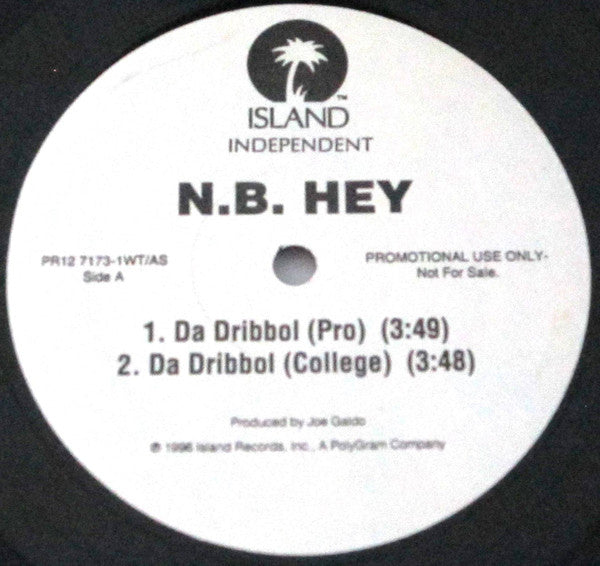 ISLAND™
INDEPENDENT
N.B. HEY
PR12 7173-1WT/AS
Side A
PROMOTIONAL USE ONLY-
Not For Sale.
1. Da Dribbol (Pro) (3:49)
2. Da Dribbol (College) (3:48)
Produced by Joe Galdo
℗ 1996 Island Records, Inc., A PolyGram Company